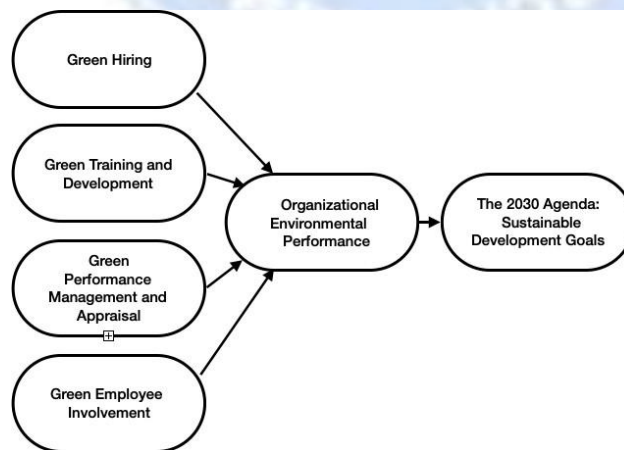 Green Hiring
Green Training and
Development
Green
Performance
Management and
Appraisal
Green Employee
Involvement
Organizational
Environmental
Performance
The 2030 Agenda:
Sustainable
Development Goals